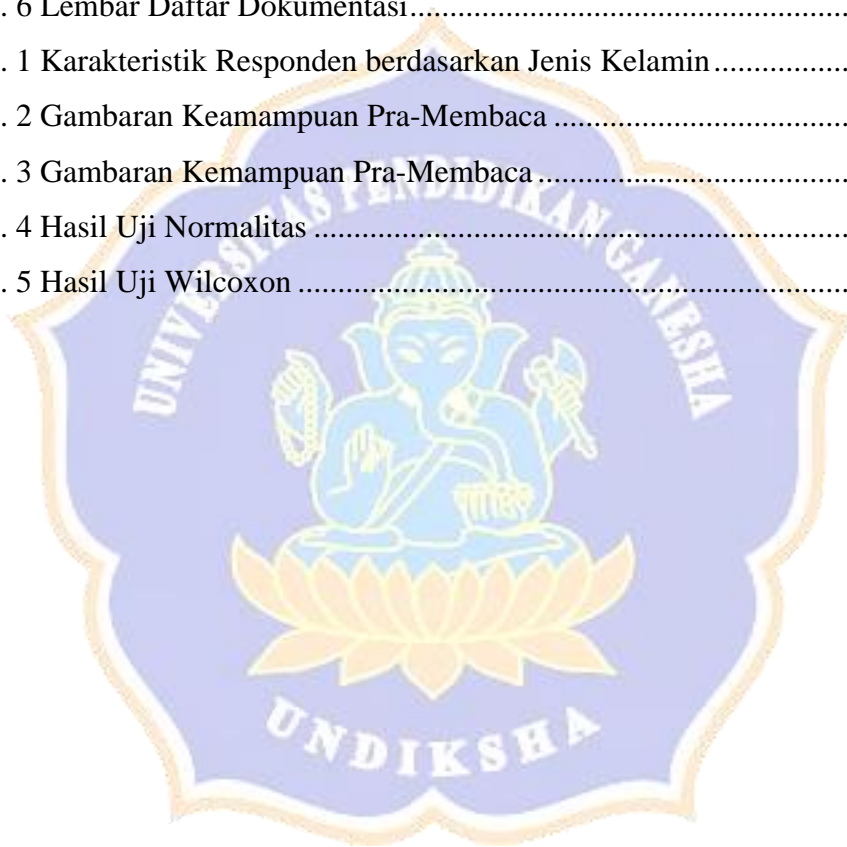 . 6 Lembar Daftar Dokumentasi......................................................
. 1 Karakteristik Responden berdasarkan Jenis Kelamin.................
. 2 Gambaran Keamampuan Pra-Membaca .....................................
. 3 Gambaran Kemampuan Pra-Membaca.......................................
. 4 Hasil Uji Normalitas ...................................................................
. 5 Hasil Uji Wilcoxon .....................................................................
UNIVERSITAS PENDIDIKAN GANESHA
UNDIKSHA